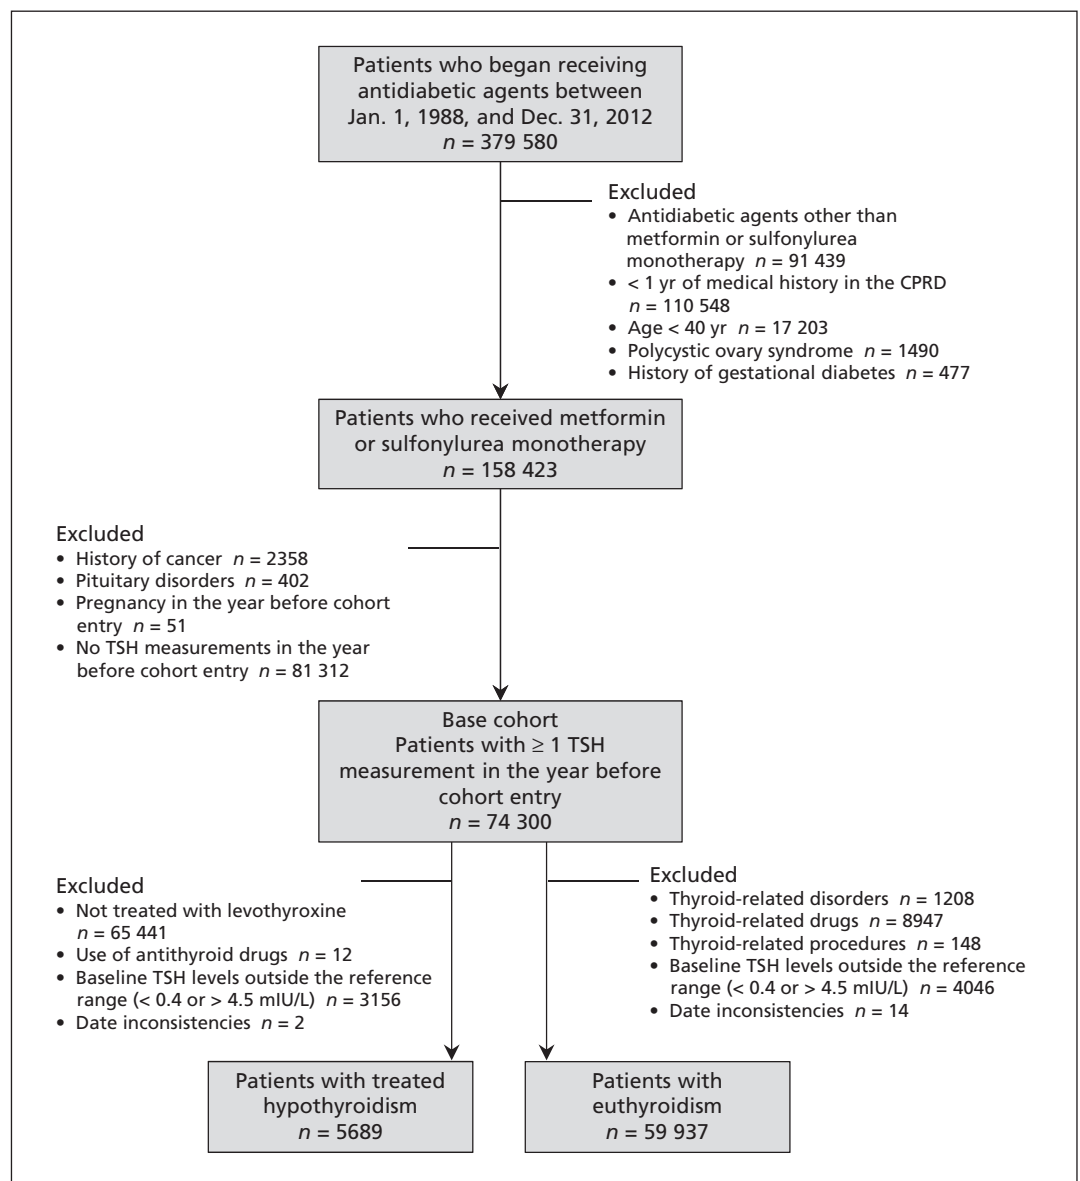 Patients who began receiving
antidiabetic agents between
Jan. 1, 1988, and Dec. 31, 2012
n = 379 580
Excluded
• Antidiabetic agents other than
metformin or sulfonylurea
monotherapy n = 91 439
• < 1 yr of medical history in the CPRD
n = 110 548
• Age < 40 yr n = 17 203
• Polycystic ovary syndrome n = 1490
• History of gestational diabetes n = 477
Patients who received metformin
or sulfonylurea monotherapy
n = 158 423
Excluded
• History of cancer n = 2358
• Pituitary disorders n = 402
• Pregnancy in the year before cohort
entry n = 51
• No TSH measurements in the year
before cohort entry n = 81 312
Base cohort
Patients with ≥ 1 TSH
measurement in the year before
cohort entry
n = 74 300
Excluded
• Not treated with levothyroxine
n = 65 441
• Use of antithyroid drugs n = 12
• Baseline TSH levels outside the reference
range (< 0.4 or > 4.5 mIU/L) n = 3156
• Date inconsistencies n = 2
Excluded
• Thyroid-related disorders n = 1208
• Thyroid-related drugs n = 8947
• Thyroid-related procedures n = 148
• Baseline TSH levels outside the reference
range (< 0.4 or > 4.5 mIU/L) n = 4046
• Date inconsistencies n = 14
Patients with treated
hypothyroidism
n = 5689
Patients with
euthyroidism
n = 59 937